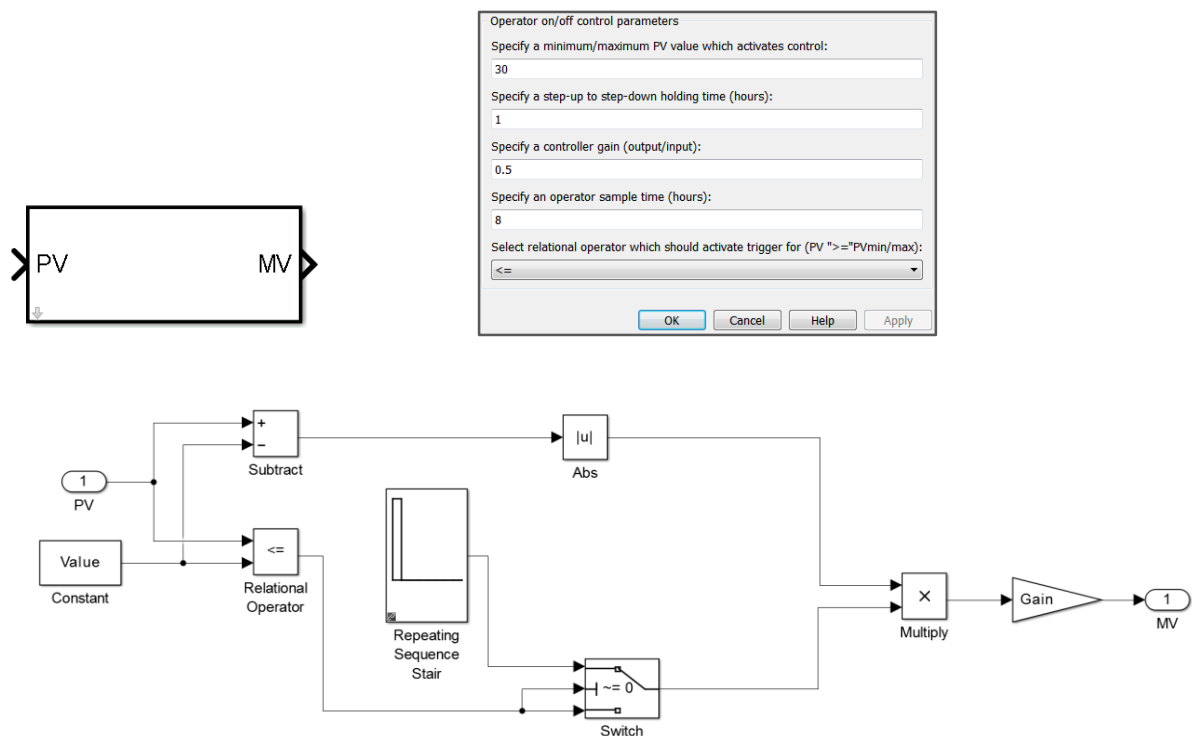 Operator on/off control parameters
Specify a minimum/maximum PV value which activates control:
30
Specify a step-up to step-down holding time (hours):
1
Specify a controller gain (output/input):
0.5
Specify an operator sample time (hours):
8
Select relational operator which should activate trigger for (PV ">="PVmin/max):
<=
OK Cancel Help Apply
PV MV
+
−
Subtract
|u|
Abs
1
PV
Value
Constant
<=
Relational
Operator
Repeating
Sequence
Stair
~= 0
Switch
×
Multiply
Gain
1
MV